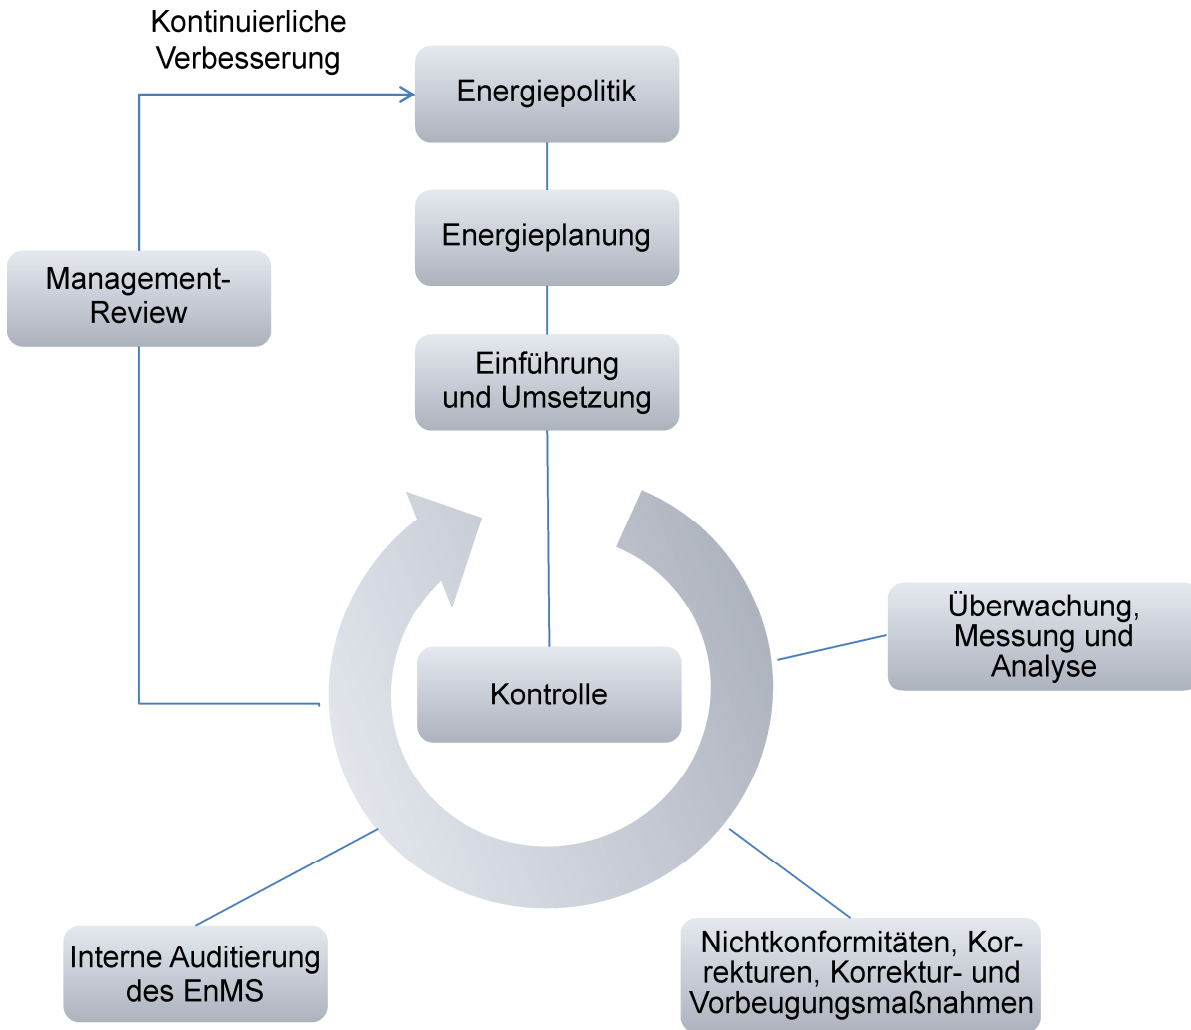 Kontinuierliche
Verbesserung
Energiepolitik
Energieplanung
Management-
Review
Einführung
und Umsetzung
Überwachung,
Messung und
Analyse
Kontrolle
Interne Auditierung
des EnMS
Nichtkonformitäten, Kor-
rekturen, Korrektur- und
Vorbeugungsmaßnahmen